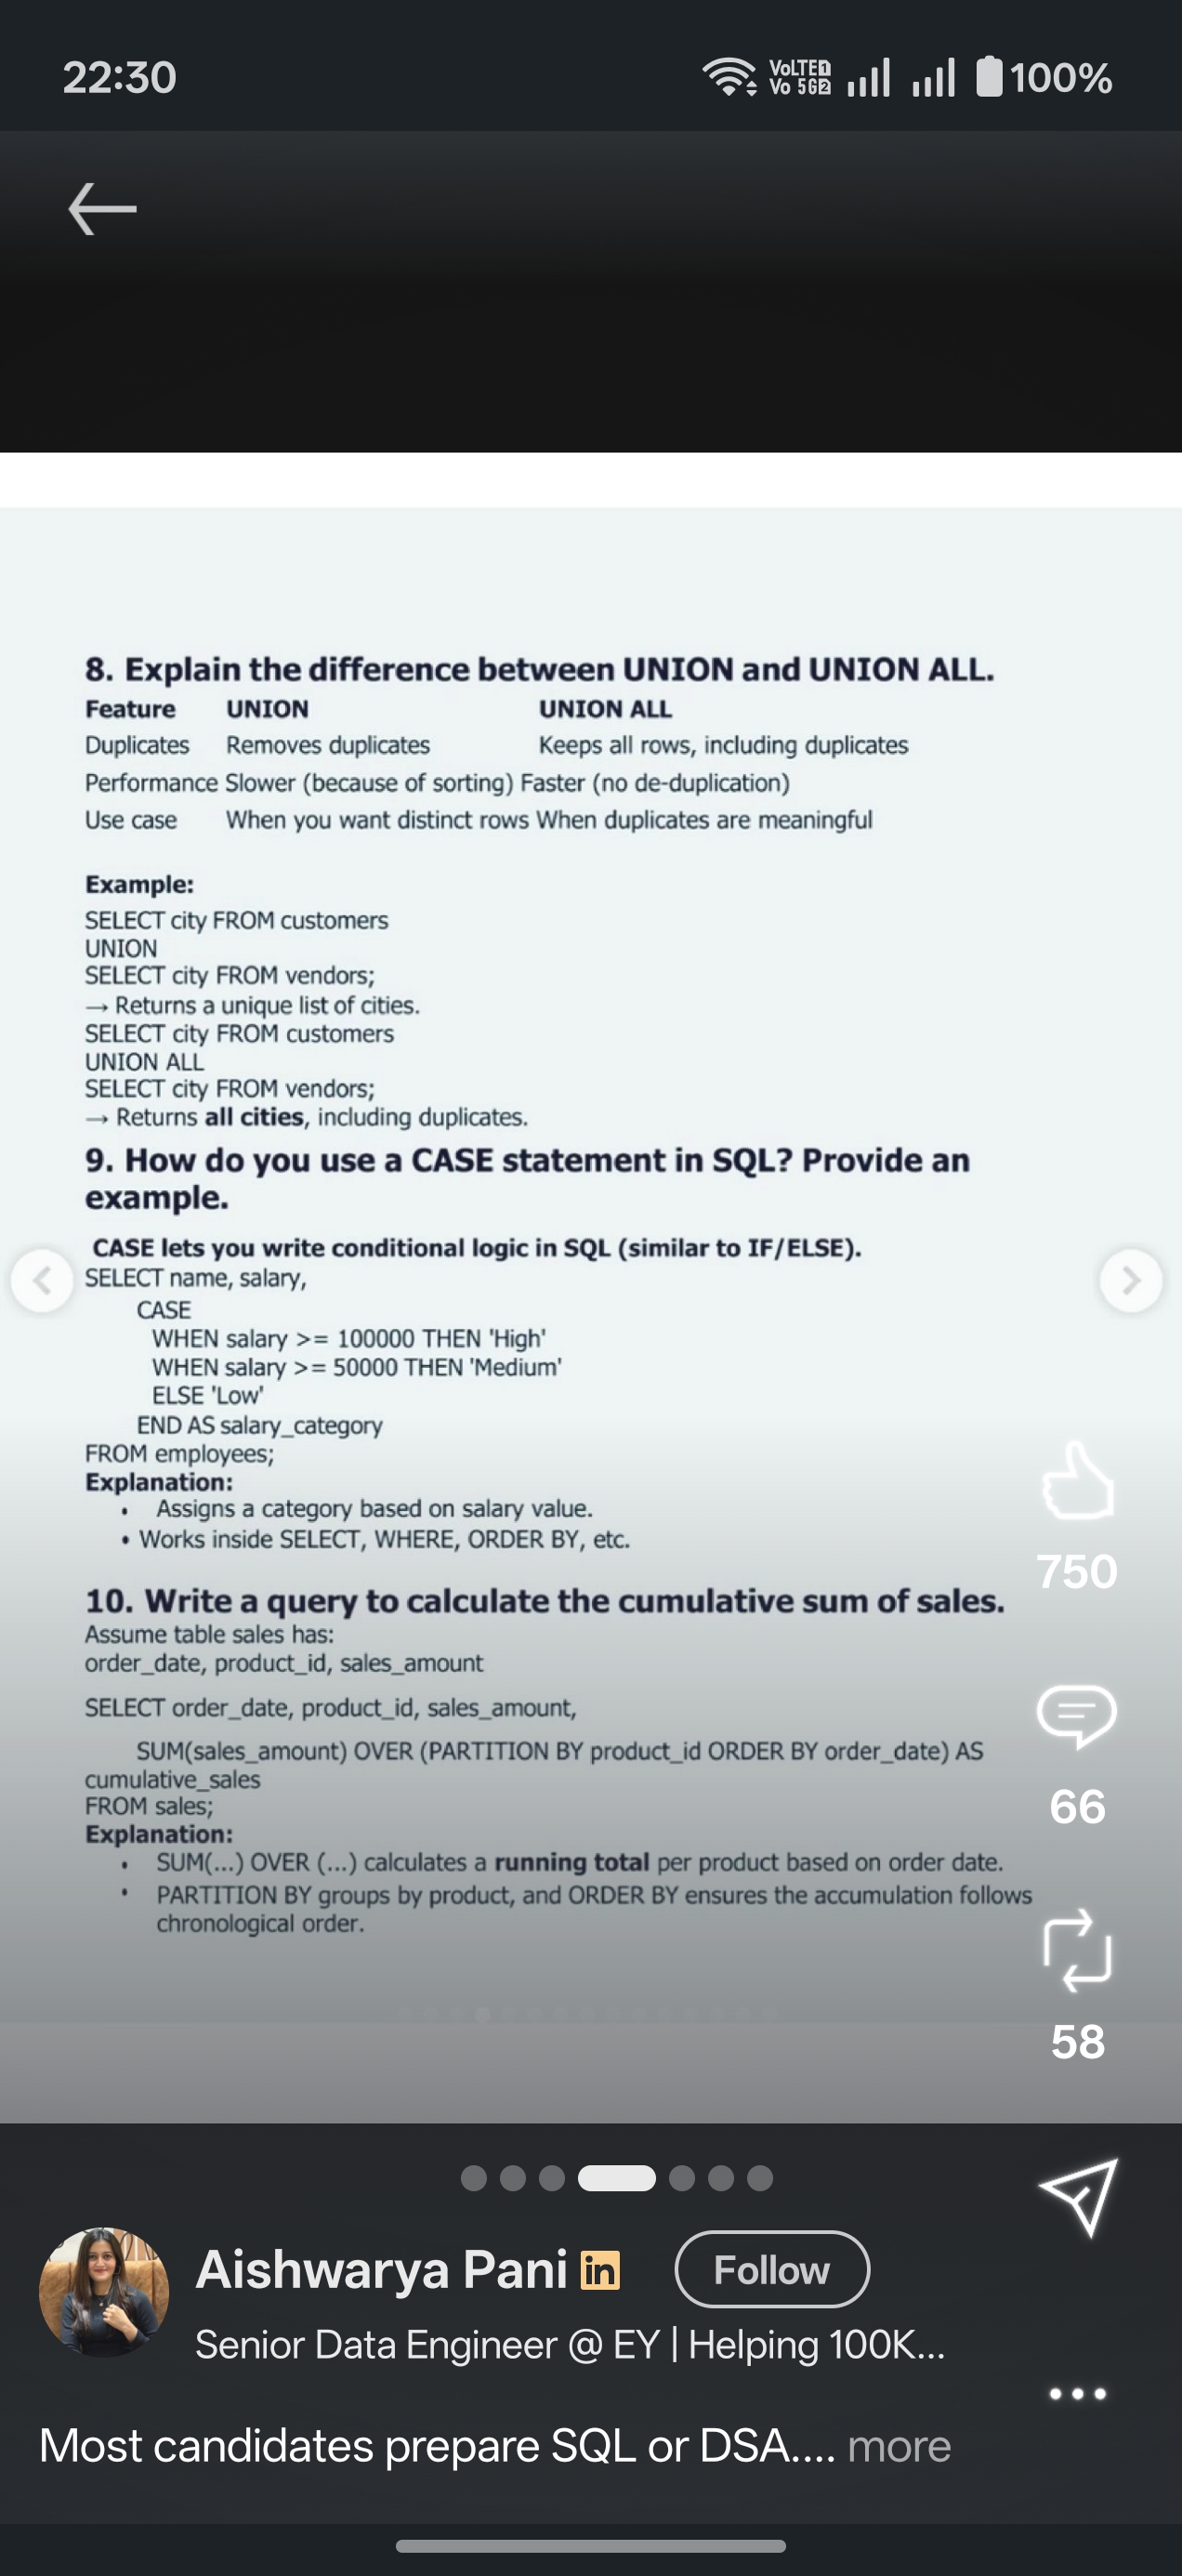 22:30
VoLTE1
Vo 5G2
100%
8. Explain the difference between UNION and UNION ALL.
Feature UNION UNION ALL
Duplicates Removes duplicates Keeps all rows, including duplicates
Performance Slower (because of sorting) Faster (no de-duplication)
Use case When you want distinct rows When duplicates are meaningful
Example:
SELECT city FROM customers
UNION
SELECT city FROM vendors;
→ Returns a unique list of cities.
SELECT city FROM customers
UNION ALL
SELECT city FROM vendors;
→ Returns all cities, including duplicates.
9. How do you use a CASE statement in SQL? Provide an
example.
CASE lets you write conditional logic in SQL (similar to IF/ELSE).
SELECT name, salary,
CASE
WHEN salary >= 100000 THEN 'High'
WHEN salary >= 50000 THEN 'Medium'
ELSE 'Low'
END AS salary_category
FROM employees;
Explanation:
• Assigns a category based on salary value.
• Works inside SELECT, WHERE, ORDER BY, etc.
10. Write a query to calculate the cumulative sum of sales.
Assume table sales has:
order_date, product_id, sales_amount
SELECT order_date, product_id, sales_amount,
SUM(sales_amount) OVER (PARTITION BY product_id ORDER BY order_date) AS
cumulative_sales
FROM sales;
Explanation:
• SUM(...) OVER (...) calculates a running total per product based on order date.
• PARTITION BY groups by product, and ORDER BY ensures the accumulation follows
chronological order.
750
66
58
Aishwarya Pani in
Follow
Senior Data Engineer @ EY | Helping 100K...
Most candidates prepare SQL or DSA.... more